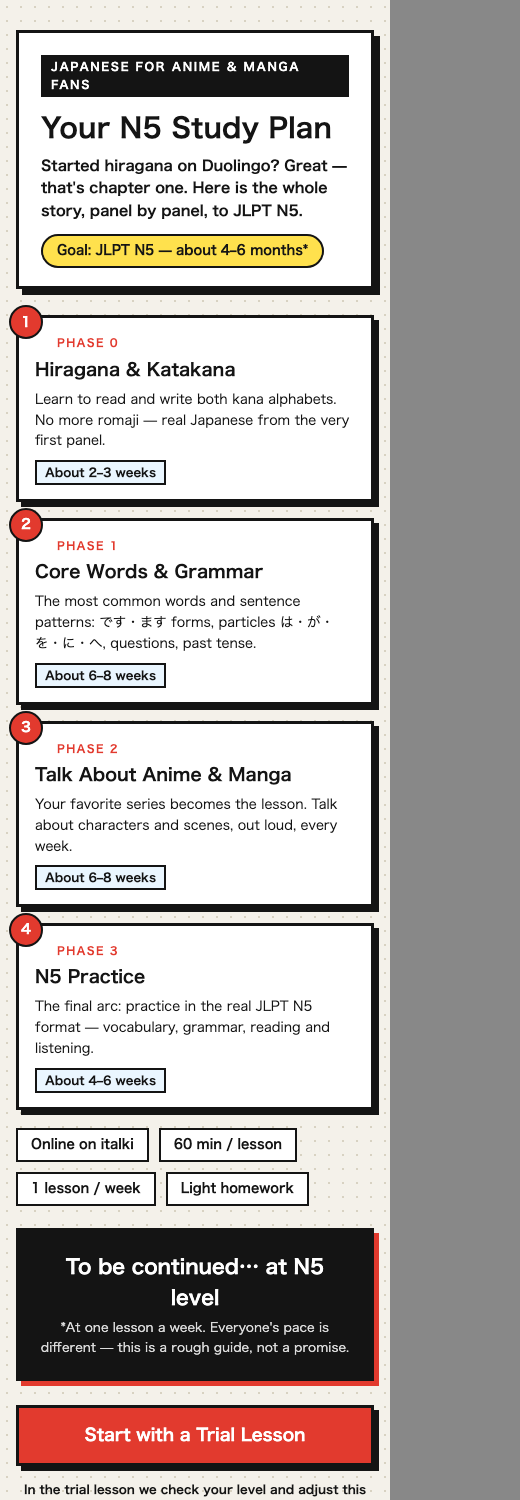 JAPANESE FOR ANIME & MANGA
FANS
Your N5 Study Plan
Started hiragana on Duolingo? Great —
that's chapter one. Here is the whole
story, panel by panel, to JLPT N5.
Goal: JLPT N5 — about 4–6 months*
1
PHASE 0
Hiragana & Katakana
Learn to read and write both kana alphabets.
No more romaji — real Japanese from the very
first panel.
About 2–3 weeks
2
PHASE 1
Core Words & Grammar
The most common words and sentence
patterns: です・ます forms, particles は・が・
を・に・へ, questions, past tense.
About 6–8 weeks
3
PHASE 2
Talk About Anime & Manga
Your favorite series becomes the lesson. Talk
about characters and scenes, out loud, every
week.
About 6–8 weeks
4
PHASE 3
N5 Practice
The final arc: practice in the real JLPT N5
format — vocabulary, grammar, reading and
listening.
About 4–6 weeks
Online on italki
60 min / lesson
1 lesson / week
Light homework
To be continued… at N5
level
*At one lesson a week. Everyone's pace is
different — this is a rough guide, not a promise.
Start with a Trial Lesson
In the trial lesson we check your level and adjust this